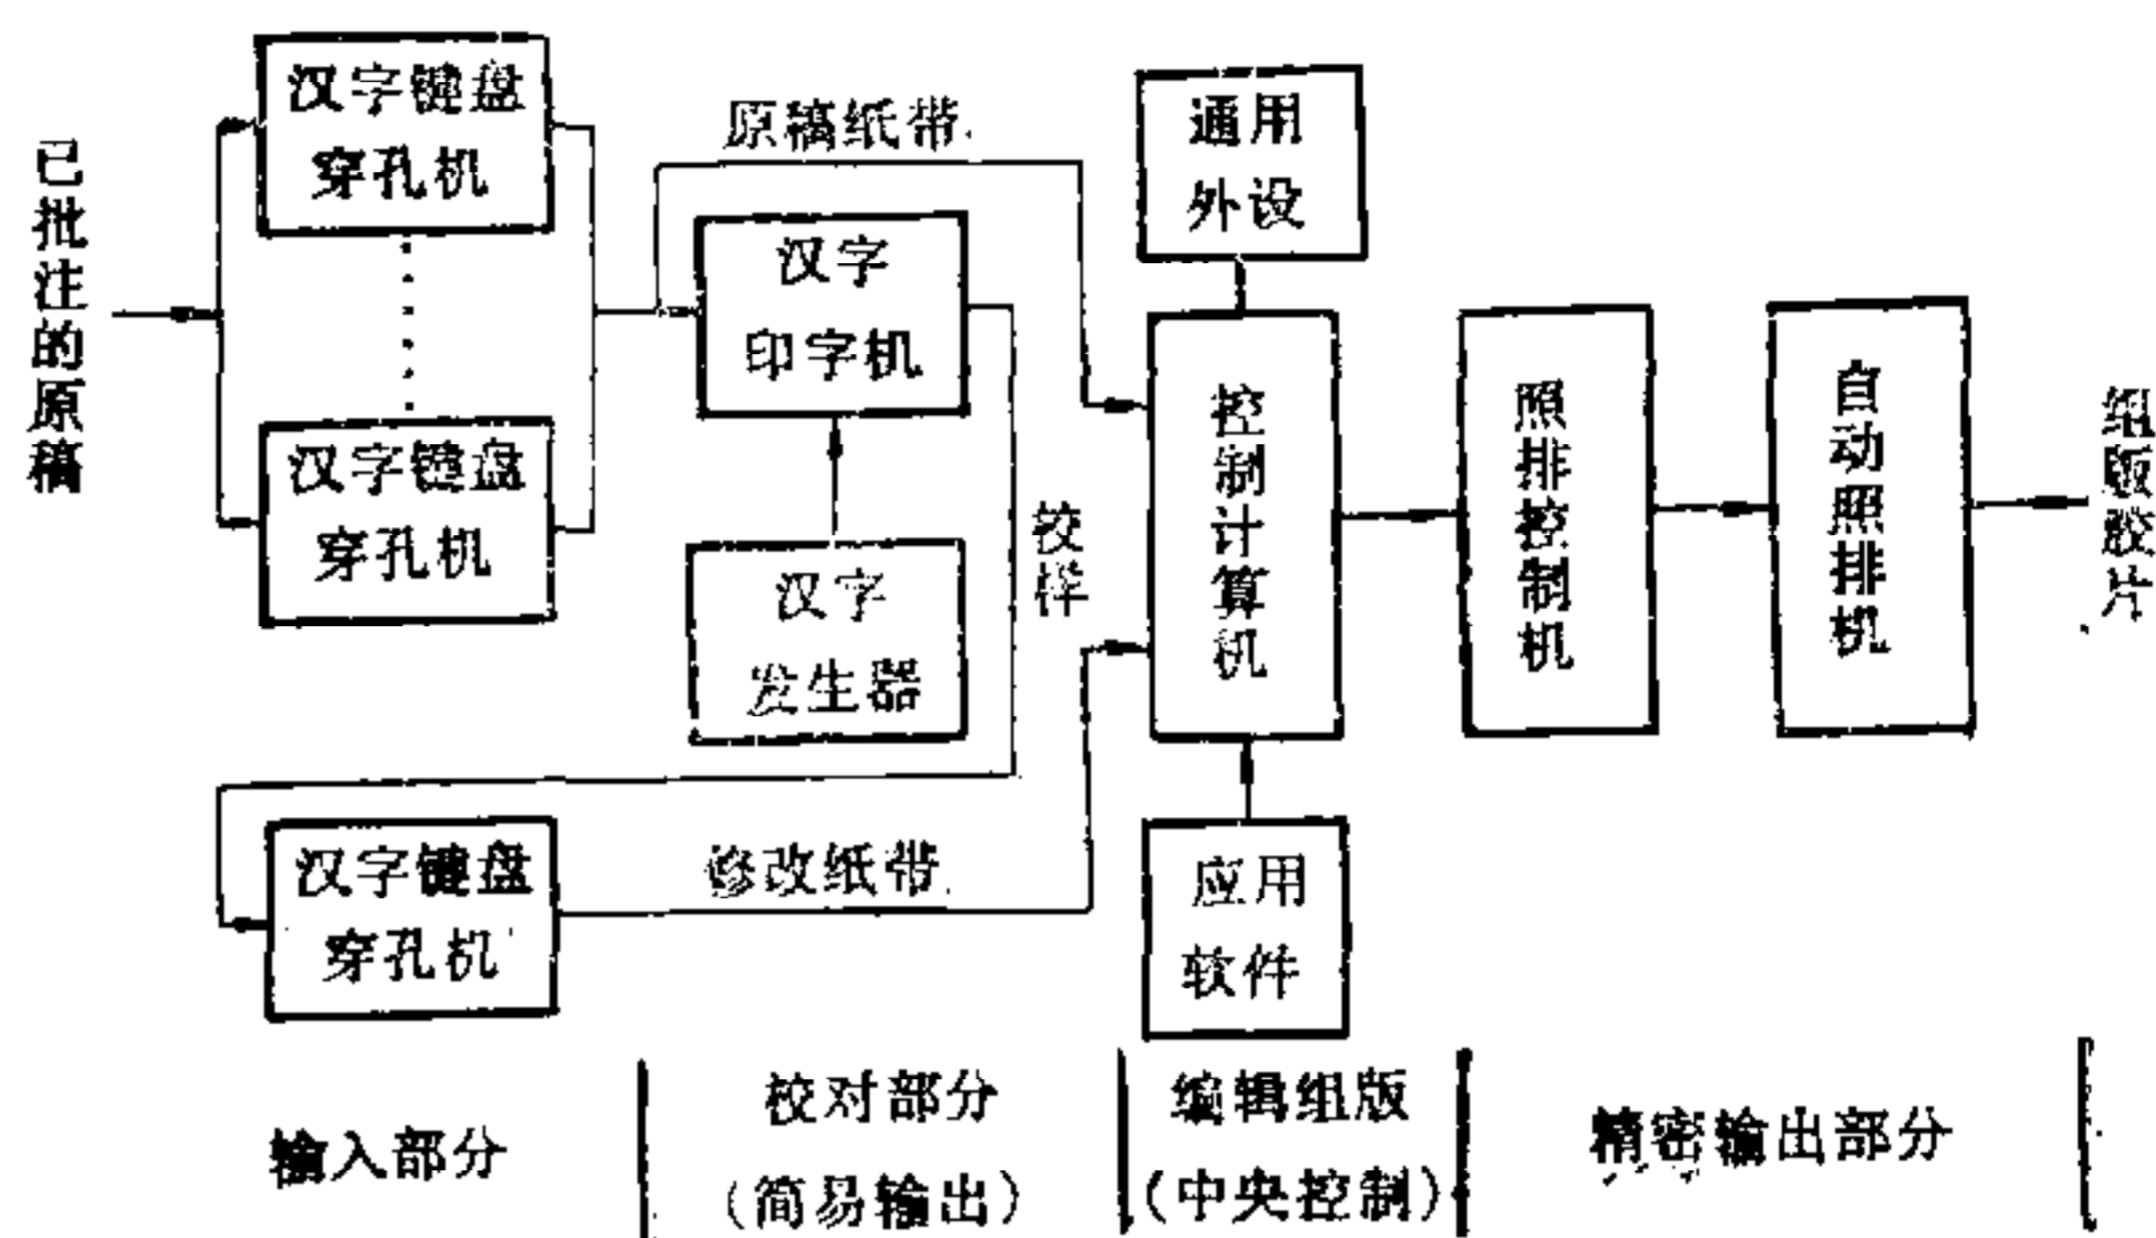 已批注的原稿
汉字键盘
穿孔机
汉字键盘
穿孔机
原稿纸带
汉字
印字机
汉字
发生器
校样
汉字键盘
穿孔机
修改纸带
通用
外设
控制计算机
应用
软件
照排控制机
自动照排机
组版胶片
输入部分
校对部分
(简易输出)
编辑组版
(中央控制)
精密输出部分